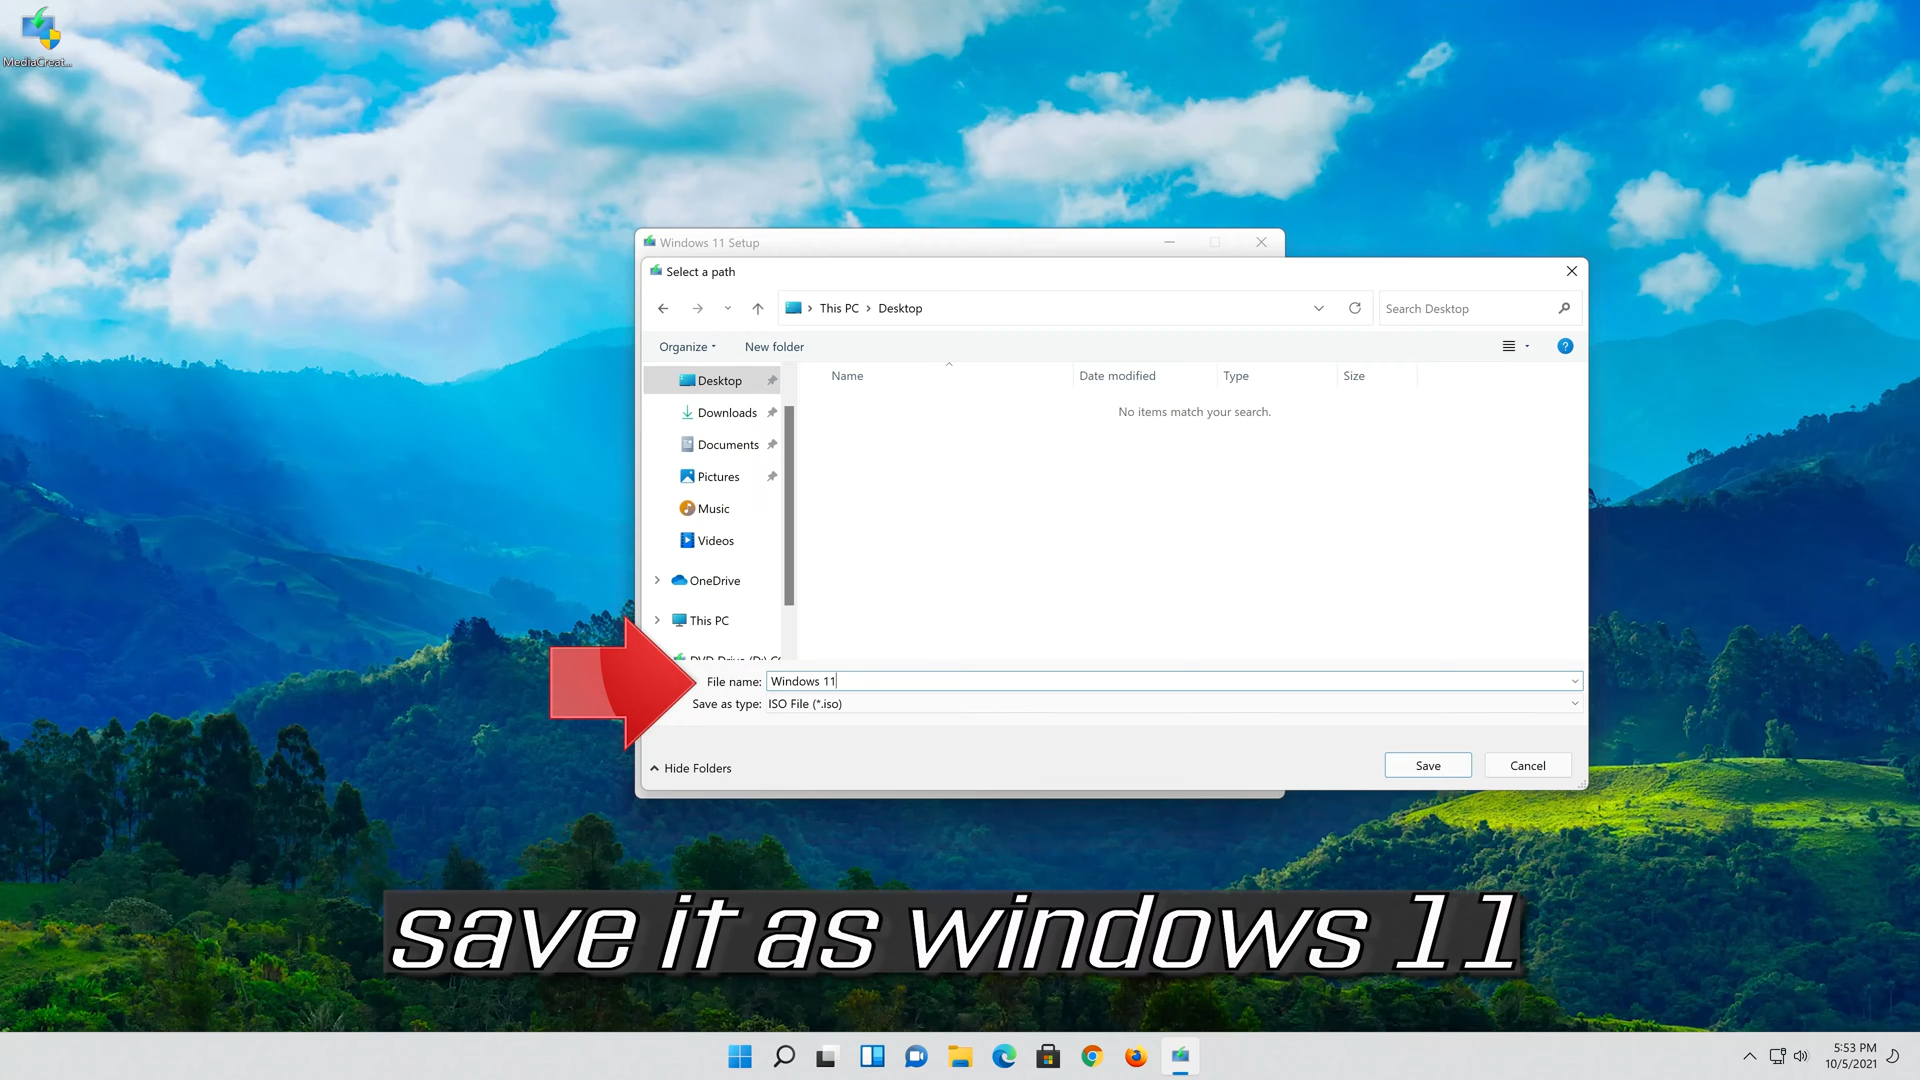 MediaCreat...
Windows 11 Setup
Select a path
This PC
Desktop
Search Desktop
Organize
New folder
Name
Date modified
Type
Size
Desktop
No items match your search.
Downloads
Documents
Pictures
Music
Videos
OneDrive
This PC
DVD Drive (D:)
File name: Windows 11
Save as type: ISO File (*.iso)
Hide Folders
Save
Cancel
save it as windows 11
5:53 PM
10/5/2021